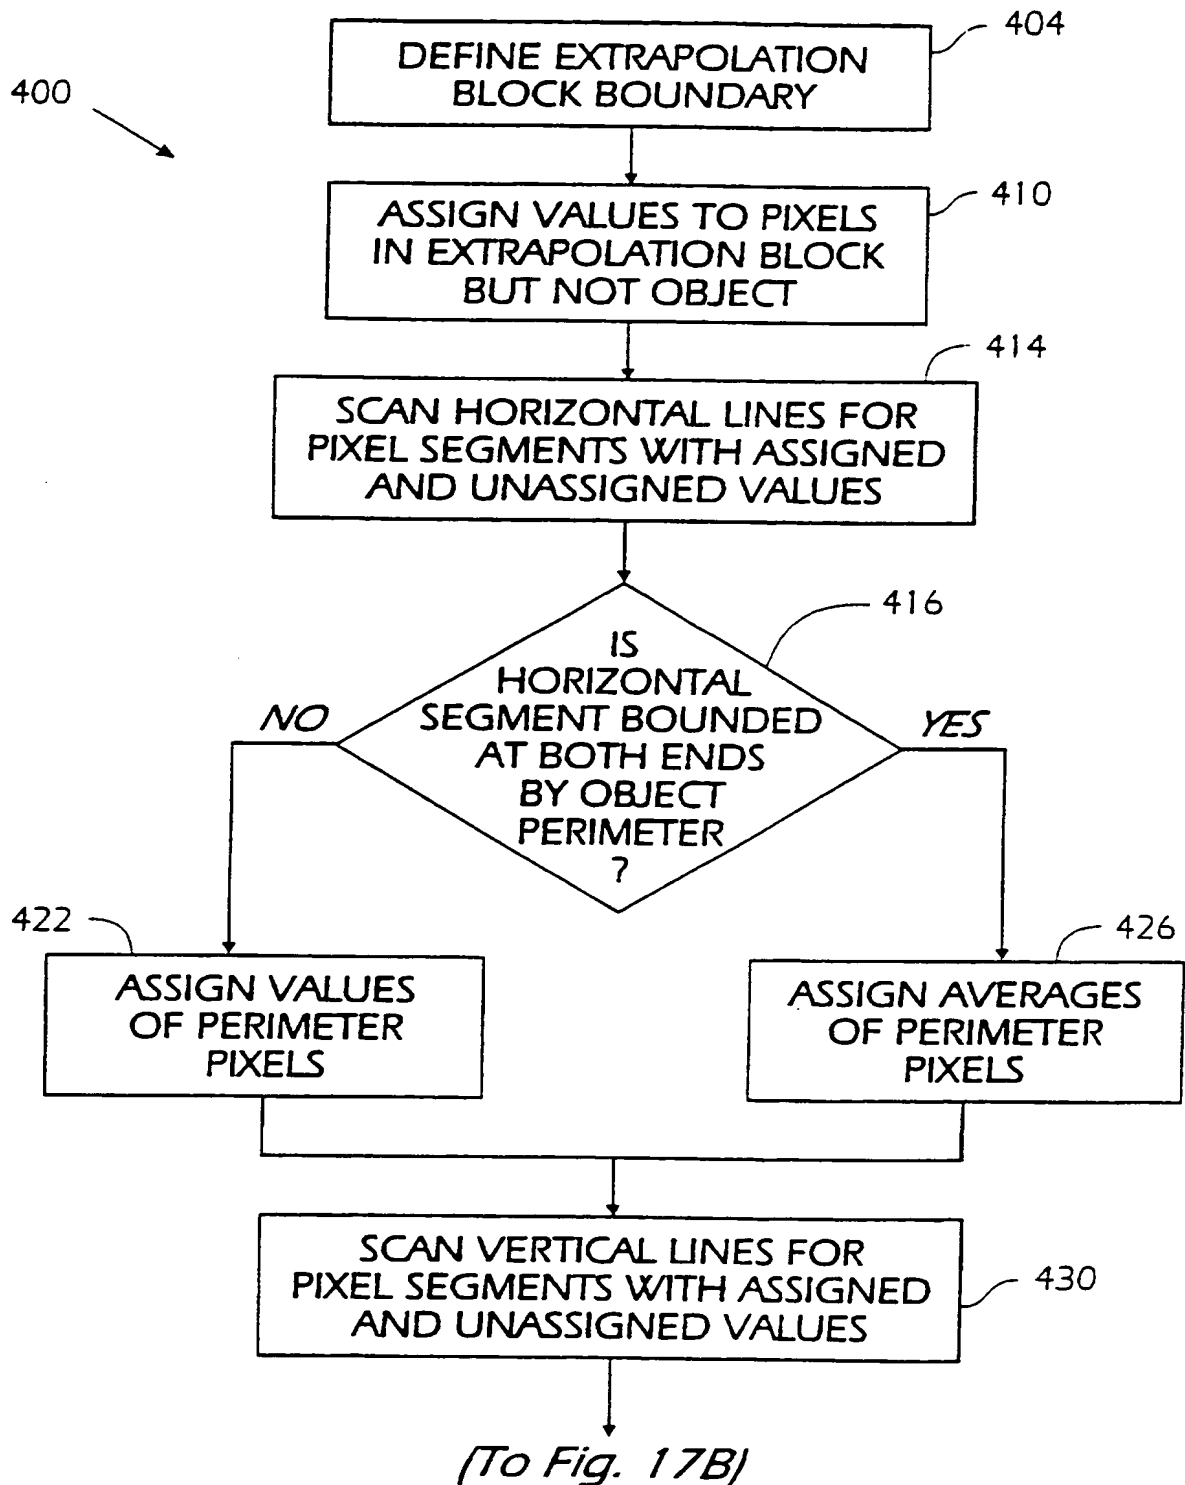 404
DEFINE EXTRAPOLATION
BLOCK BOUNDARY
400
410
ASSIGN VALUES TO PIXELS
IN EXTRAPOLATION BLOCK
BUT NOT OBJECT
414
SCAN HORIZONTAL LINES FOR
PIXEL SEGMENTS WITH ASSIGNED
AND UNASSIGNED VALUES
416
IS
HORIZONTAL
SEGMENT BOUNDED
AT BOTH ENDS
BY OBJECT
PERIMETER
?
NO
YES
422
ASSIGN VALUES
OF PERIMETER
PIXELS
426
ASSIGN AVERAGES
OF PERIMETER
PIXELS
SCAN VERTICAL LINES FOR
PIXEL SEGMENTS WITH ASSIGNED
AND UNASSIGNED VALUES
430
(To Fig. 17B)